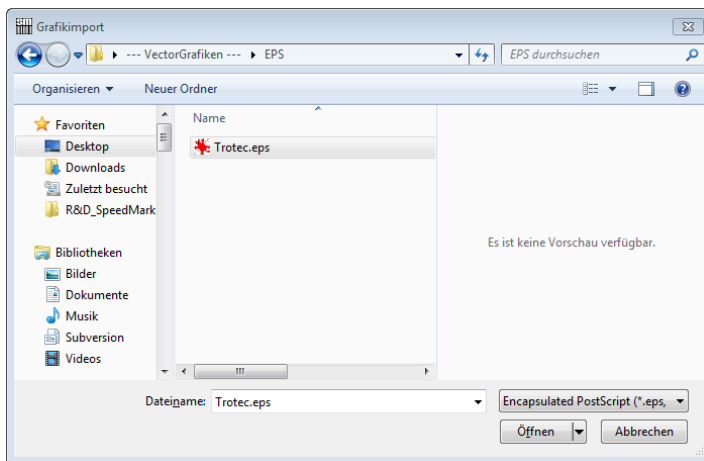 Grafikimport
--- VectorGrafiken --- EPS
EPS durchsuchen
Organisieren
Neuer Ordner
Favoriten
Desktop
Downloads
Zuletzt besucht
R&D_SpeedMark
Bibliotheken
Bilder
Dokumente
Musik
Subversion
Videos
Name
Trotec.eps
Es ist keine Vorschau verfügbar.
Dateiname: Trotec.eps
Encapsulated PostScript (*.eps,
Öffnen
Abbrechen